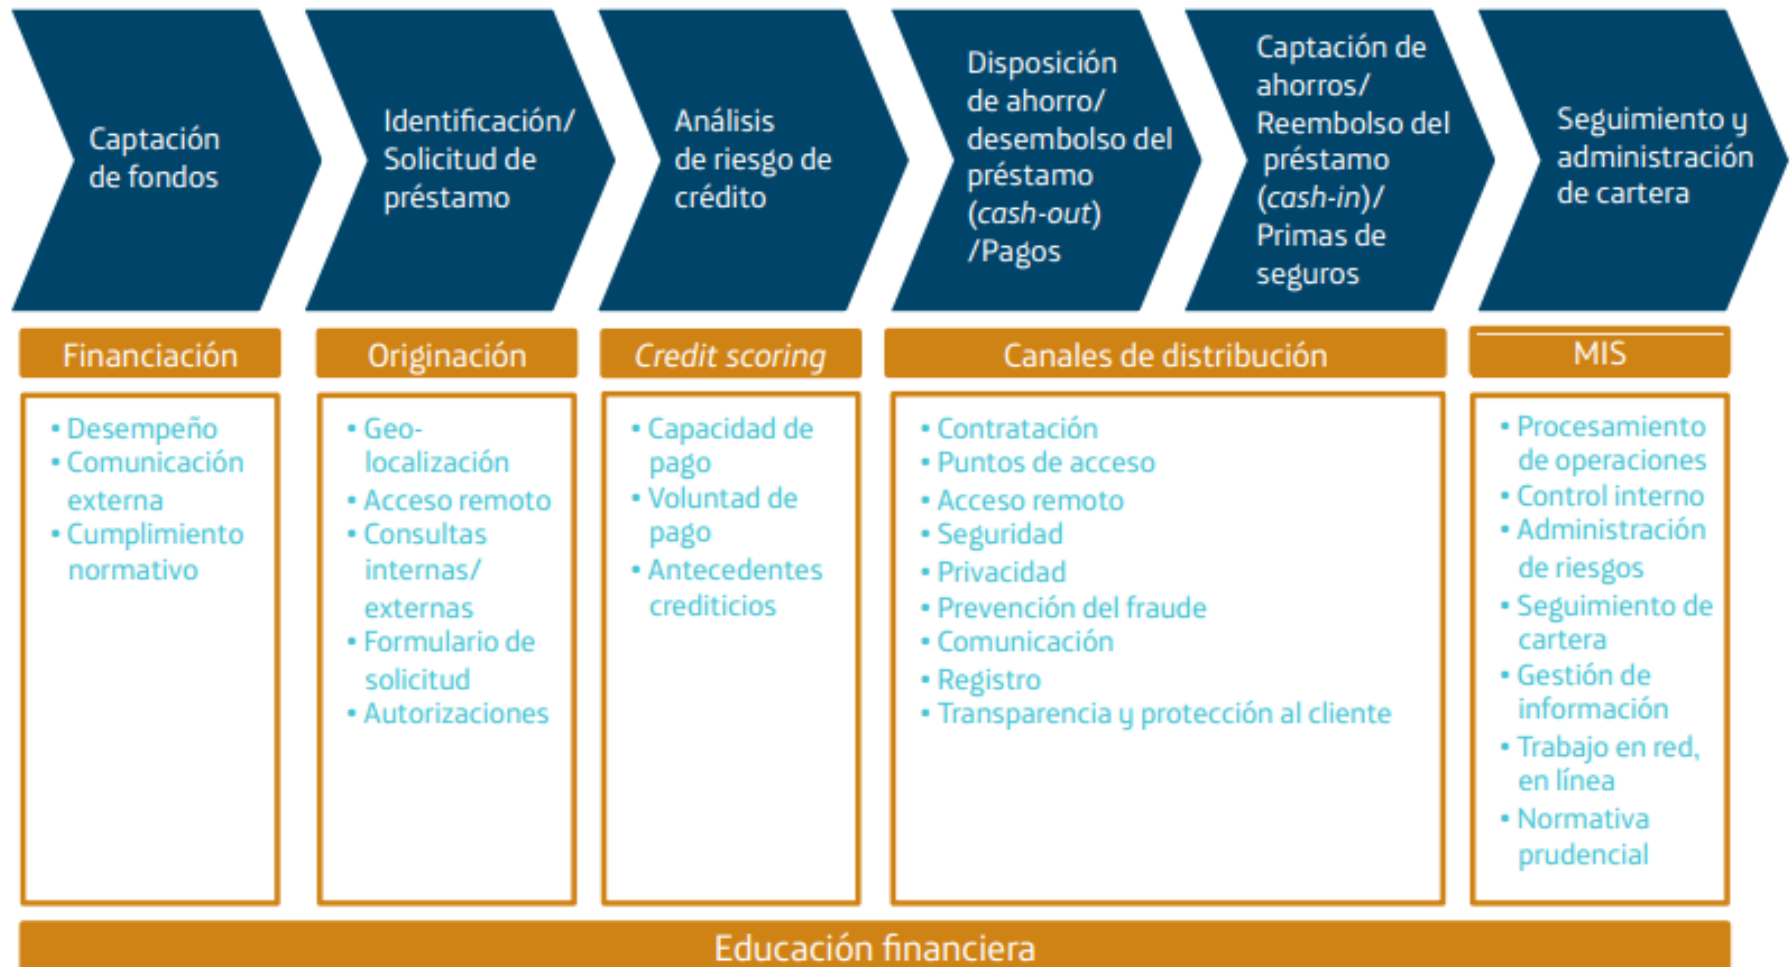 Captación
de fondos
Identificación/
Solicitud de
préstamo
Análisis
de riesgo de
crédito
Disposición
de ahorro/
desembolso del
préstamo
(cash-out)
/Pagos
Captación de
ahorros/
Reembolso del
préstamo
(cash-in)/
Primas de
seguros
Seguimiento y
administración
de cartera
Financiación
• Desempeño
• Comunicación
externa
• Cumplimiento
normativo
Originación
• Geo-
localización
• Acceso remoto
• Consultas
internas/
externas
• Formulario de
solicitud
• Autorizaciones
Credit scoring
• Capacidad de
pago
• Voluntad de
pago
• Antecedentes
crediticios
Canales de distribución
• Contratación
• Puntos de acceso
• Acceso remoto
• Seguridad
• Privacidad
• Prevención del fraude
• Comunicación
• Registro
• Transparencia y protección al cliente
MIS
• Procesamiento
de operaciones
• Control interno
• Administración
de riesgos
• Seguimiento de
cartera
• Gestión de
información
• Trabajo en red,
en línea
• Normativa
prudencial
Educación financiera